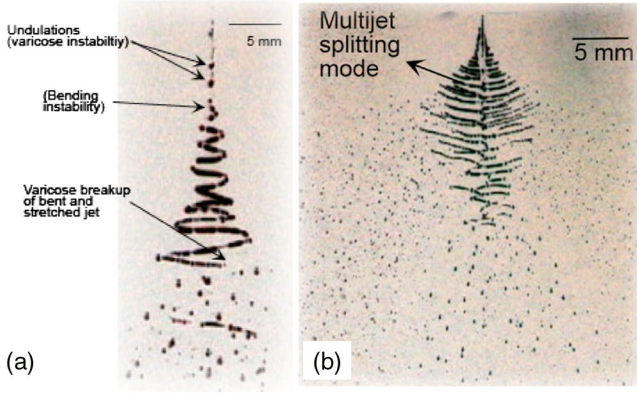 Undulations
(varicose instabiltiy)
5 mm
(Bending
instability)
Varicose breakup
of bent and
stretched jet
(a)
Multijet
splitting
mode
5 mm
(b)